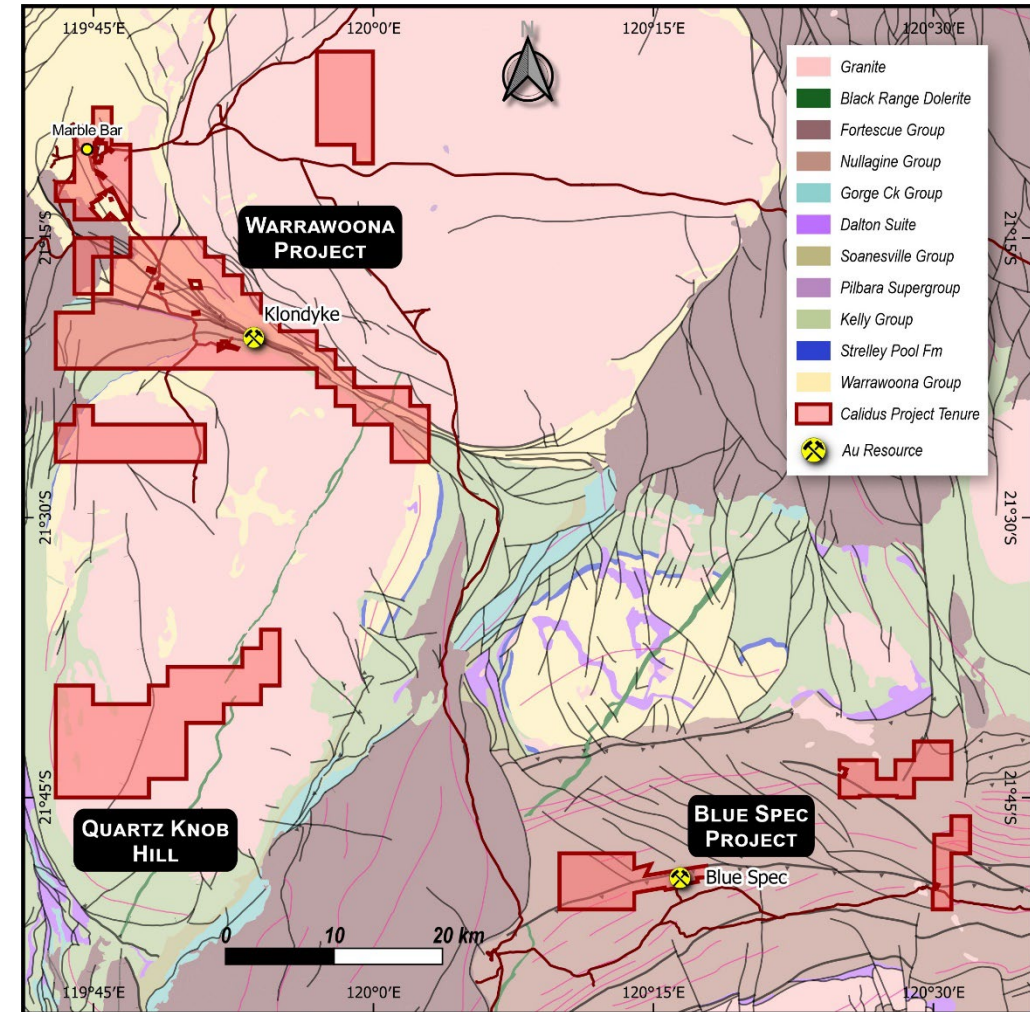 119°45'E
120°0'E
120°15'E
120°30'E
N
Granite
Black Range Dolerite
Fortescue Group
Nullagine Group
Gorge Ck Group
Dalton Suite
Soanesville Group
Pilbara Supergroup
Kelly Group
Strelley Pool Fm
Warrawoona Group
Calidus Project Tenure
Au Resource
Marble Bar
WARRAWOONA
PROJECT
21°15'S
21°15'S
Klondyke
21°30'S
21°30'S
21°45'S
21°45'S
QUARTZ KNOB
HILL
BLUE SPEC
PROJECT
Blue Spec
0 10 20 km
119°45'E
120°0'E
120°15'E
120°30'E